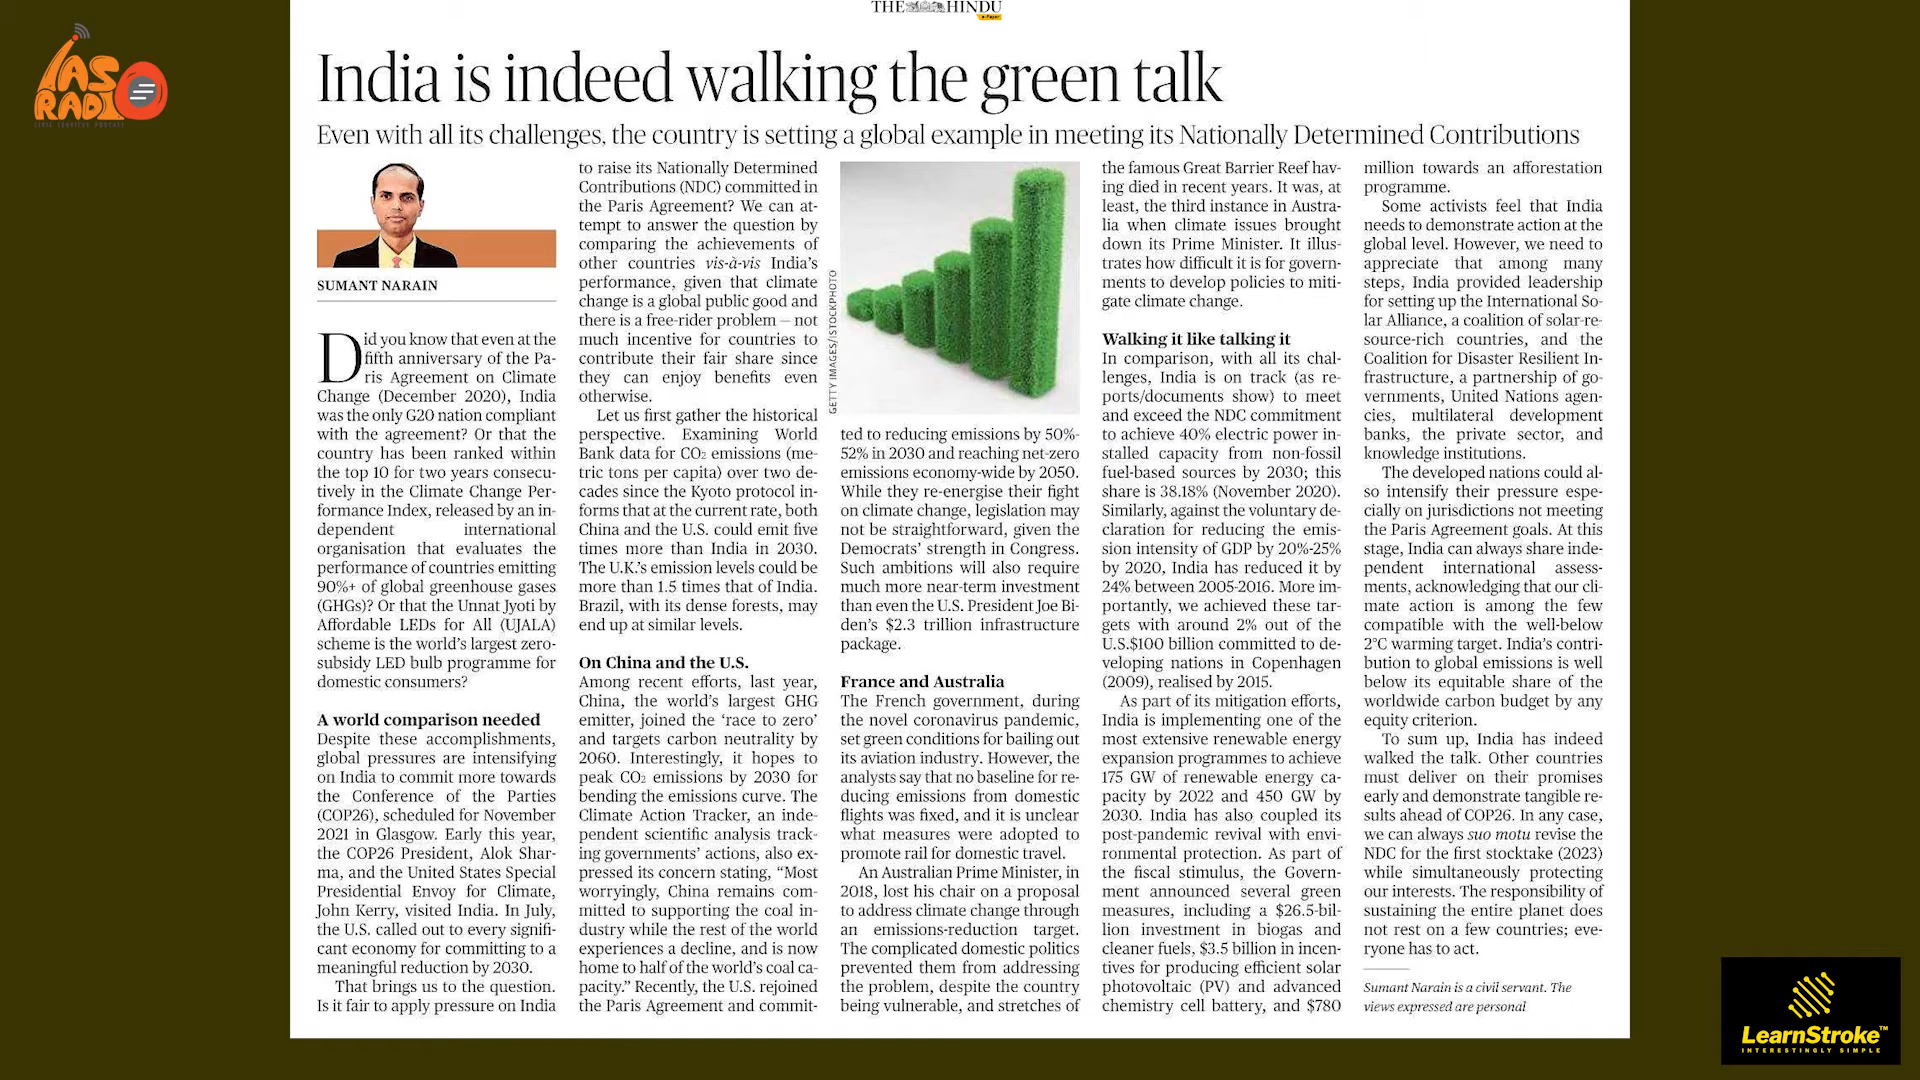 THE HINDU
e-Paper
IAS
RADIO
India is indeed walking the green talk
Even with all its challenges, the country is setting a global example in meeting its Nationally Determined Contributions
SUMANT NARAIN
Did you know that even at the
fifth anniversary of the Pa-
ris Agreement on Climate
Change (December 2020), India
was the only G20 nation compliant
with the agreement? Or that the
country has been ranked within
the top 10 for two years consecu-
tively in the Climate Change Per-
formance Index, released by an in-
dependent international
organisation that evaluates the
performance of countries emitting
90%+ of global greenhouse gases
(GHGs)? Or that the Unnat Jyoti by
Affordable LEDs for All (UJALA)
scheme is the world's largest zero-
subsidy LED bulb programme for
domestic consumers?
A world comparison needed
Despite these accomplishments,
global pressures are intensifying
on India to commit more towards
the Conference of the Parties
(COP26), scheduled for November
2021 in Glasgow. Early this year,
the COP26 President, Alok Shar-
ma, and the United States Special
Presidential Envoy for Climate,
John Kerry, visited India. In July,
the U.S. called out to every signifi-
cant economy for committing to a
meaningful reduction by 2030.
That brings us to the question.
Is it fair to apply pressure on India
to raise its Nationally Determined
Contributions (NDC) committed in
the Paris Agreement? We can at-
tempt to answer the question by
comparing the achievements of
other countries vis-à-vis India's
performance, given that climate
change is a global public good and
there is a free-rider problem – not
much incentive for countries to
contribute their fair share since
they can enjoy benefits even
otherwise.
Let us first gather the historical
perspective. Examining World
Bank data for CO2 emissions (me-
tric tons per capita) over two de-
cades since the Kyoto protocol in-
forms that at the current rate, both
China and the U.S. could emit five
times more than India in 2030.
The U.K.'s emission levels could be
more than 1.5 times that of India.
Brazil, with its dense forests, may
end up at similar levels.
On China and the U.S.
Among recent efforts, last year,
China, the world's largest GHG
emitter, joined the 'race to zero'
and targets carbon neutrality by
2060. Interestingly, it hopes to
peak CO2 emissions by 2030 for
bending the emissions curve. The
Climate Action Tracker, an inde-
pendent scientific analysis track-
ing governments' actions, also ex-
pressed its concern stating, "Most
worryingly, China remains com-
mitted to supporting the coal in-
dustry while the rest of the world
experiences a decline, and is now
home to half of the world's coal ca-
pacity." Recently, the U.S. rejoined
the Paris Agreement and commit-
GETTY IMAGES/ISTOCKPHOTO
ted to reducing emissions by 50%-
52% in 2030 and reaching net-zero
emissions economy-wide by 2050.
While they re-energise their fight
on climate change, legislation may
not be straightforward, given the
Democrats' strength in Congress.
Such ambitions will also require
much more near-term investment
than even the U.S. President Joe Bi-
den's $2.3 trillion infrastructure
package.
France and Australia
The French government, during
the novel coronavirus pandemic,
set green conditions for bailing out
its aviation industry. However, the
analysts say that no baseline for re-
ducing emissions from domestic
flights was fixed, and it is unclear
what measures were adopted to
promote rail for domestic travel.
An Australian Prime Minister, in
2018, lost his chair on a proposal
to address climate change through
an emissions-reduction target.
The complicated domestic politics
prevented them from addressing
the problem, despite the country
being vulnerable, and stretches of
the famous Great Barrier Reef hav-
ing died in recent years. It was, at
least, the third instance in Austra-
lia when climate issues brought
down its Prime Minister. It illus-
trates how difficult it is for govern-
ments to develop policies to miti-
gate climate change.
Walking it like talking it
In comparison, with all its chal-
lenges, India is on track (as re-
ports/documents show) to meet
and exceed the NDC commitment
to achieve 40% electric power in-
stalled capacity from non-fossil
fuel-based sources by 2030; this
share is 38.18% (November 2020).
Similarly, against the voluntary de-
claration for reducing the emis-
sion intensity of GDP by 20%-25%
by 2020, India has reduced it by
24% between 2005-2016. More im-
portantly, we achieved these tar-
gets with around 2% out of the
U.S.$100 billion committed to de-
veloping nations in Copenhagen
(2009), realised by 2015.
As part of its mitigation efforts,
India is implementing one of the
most extensive renewable energy
expansion programmes to achieve
175 GW of renewable energy ca-
pacity by 2022 and 450 GW by
2030. India has also coupled its
post-pandemic revival with envi-
ronmental protection. As part of
the fiscal stimulus, the Govern-
ment announced several green
measures, including a $26.5-bil-
lion investment in biogas and
cleaner fuels, $3.5 billion in incen-
tives for producing efficient solar
photovoltaic (PV) and advanced
chemistry cell battery, and $780
million towards an afforestation
programme.
Some activists feel that India
needs to demonstrate action at the
global level. However, we need to
appreciate that among many
steps, India provided leadership
for setting up the International So-
lar Alliance, a coalition of solar-re-
source-rich countries, and the
Coalition for Disaster Resilient In-
frastructure, a partnership of go-
vernments, United Nations agen-
cies, multilateral development
banks, the private sector, and
knowledge institutions.
The developed nations could al-
so intensify their pressure espe-
cially on jurisdictions not meeting
the Paris Agreement goals. At this
stage, India can always share inde-
pendent international assess-
ments, acknowledging that our cli-
mate action is among the few
compatible with the well-below
2°C warming target. India's contri-
bution to global emissions is well
below its equitable share of the
worldwide carbon budget by any
equity criterion.
To sum up, India has indeed
walked the talk. Other countries
must deliver on their promises
early and demonstrate tangible re-
sults ahead of COP26. In any case,
we can always suo motu revise the
NDC for the first stocktake (2023)
while simultaneously protecting
our interests. The responsibility of
sustaining the entire planet does
not rest on a few countries; eve-
ryone has to act.
Sumant Narain is a civil servant. The
views expressed are personal
LearnStroke™
INTERESTINGLY SIMPLE